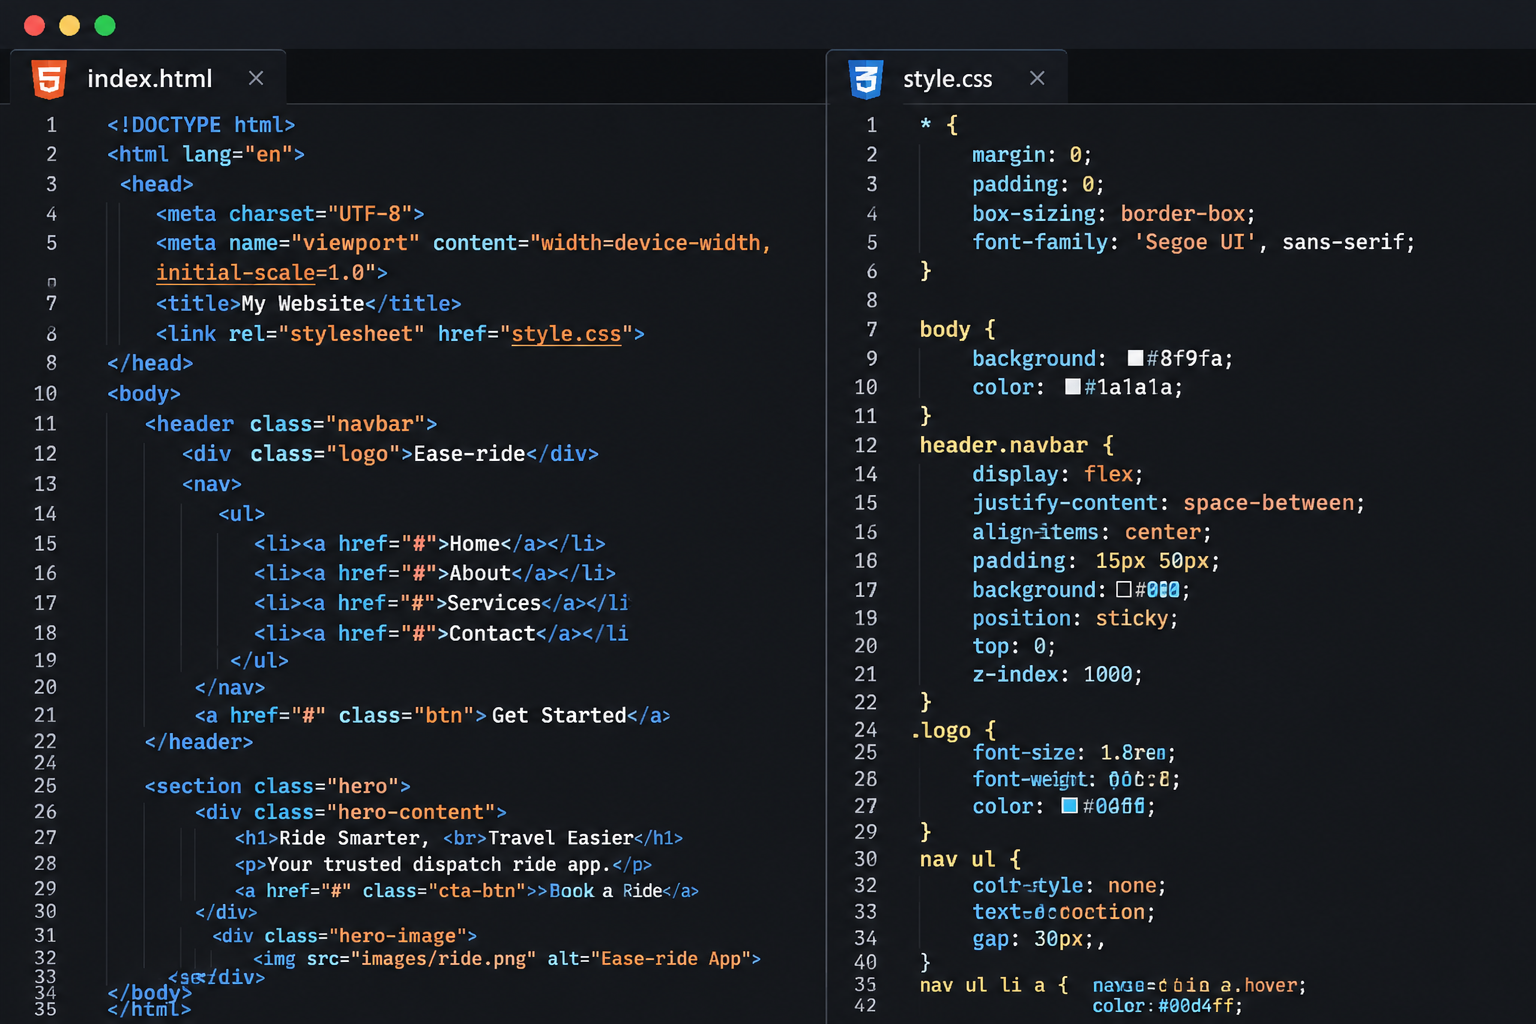 index.html ×
1 <!DOCTYPE html>
2 <html lang="en">
3 <head>
4 <meta charset="UTF-8">
5 <meta name="viewport" content="width=device-width,
initial-scale=1.0">
7 <title>My Website</title>
8 <link rel="stylesheet" href="style.css">
8 </head>
10 <body>
11 <header class="navbar">
12 <div class="logo">Ease-ride</div>
13 <nav>
14 <ul>
15 <li><a href="#">Home</a></li>
16 <li><a href="#">About</a></li>
17 <li><a href="#">Services</a></li
18 <li><a href="#">Contact</a></li
19 </ul>
20 </nav>
21 <a href="#" class="btn">Get Started</a>
22 </header>
24
25 <section class="hero">
26 <div class="hero-content">
27 <h1>Ride Smarter, <br>Travel Easier</h1>
28 <p>Your trusted dispatch ride app.</p>
29 <a href="#" class="cta-btn">>Book a Ride</a>
30 </div>
31 <div class="hero-image">
32 <img src="images/ride.png" alt="Ease-ride App">
33 </div>
34 </body>
35 </html>
style.css ×
1 * {
2 margin: 0;
3 padding: 0;
4 box-sizing: border-box;
5 font-family: 'Segoe UI', sans-serif;
6 }
8
7 body {
9 background: #8f9fa;
10 color: #1a1a1a;
11 }
12 header.navbar {
14 display: flex;
15 justify-content: space-between;
16 align-items: center;
16 padding: 15px 50px;
17 background:
19 position: sticky;
20 top: 0;
21 z-index: 1000;
22 }
24 .logo {
25 font-size:
28
27 color:
29 }
30 nav ul {
32 none;
33
34 gap: 30px;,
40 }
35 nav ul li a { a.hover;
42 color:#00d4ff;